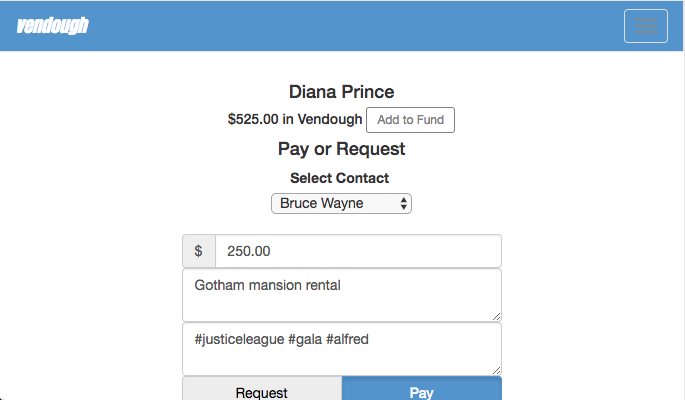 vendough
Diana Prince
$525.00 in Vendough Add to Fund
Pay or Request
Select Contact
Bruce Wayne
$ 250.00
Gotham mansion rental
#justiceleague #gala #alfred
Request Pay